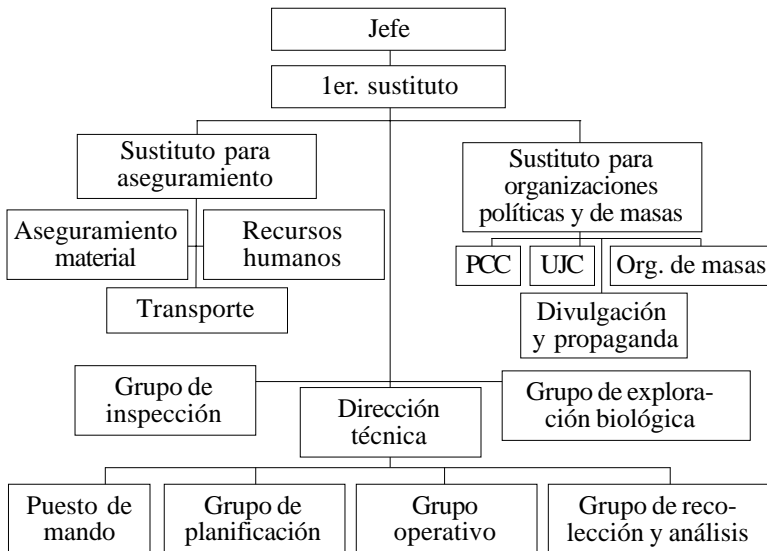 Jefe
1er. sustituto
Sustituto para
aseguramiento
Sustituto para
organizaciones
políticas y de masas
Aseguramiento
material
Recursos
humanos
Transporte
PCC
UJC
Org. de masas
Divulgación
y propaganda
Grupo de
inspección
Dirección
técnica
Grupo de explora-
ción biológica
Puesto de
mando
Grupo de
planificación
Grupo
operativo
Grupo de reco-
lección y análisis